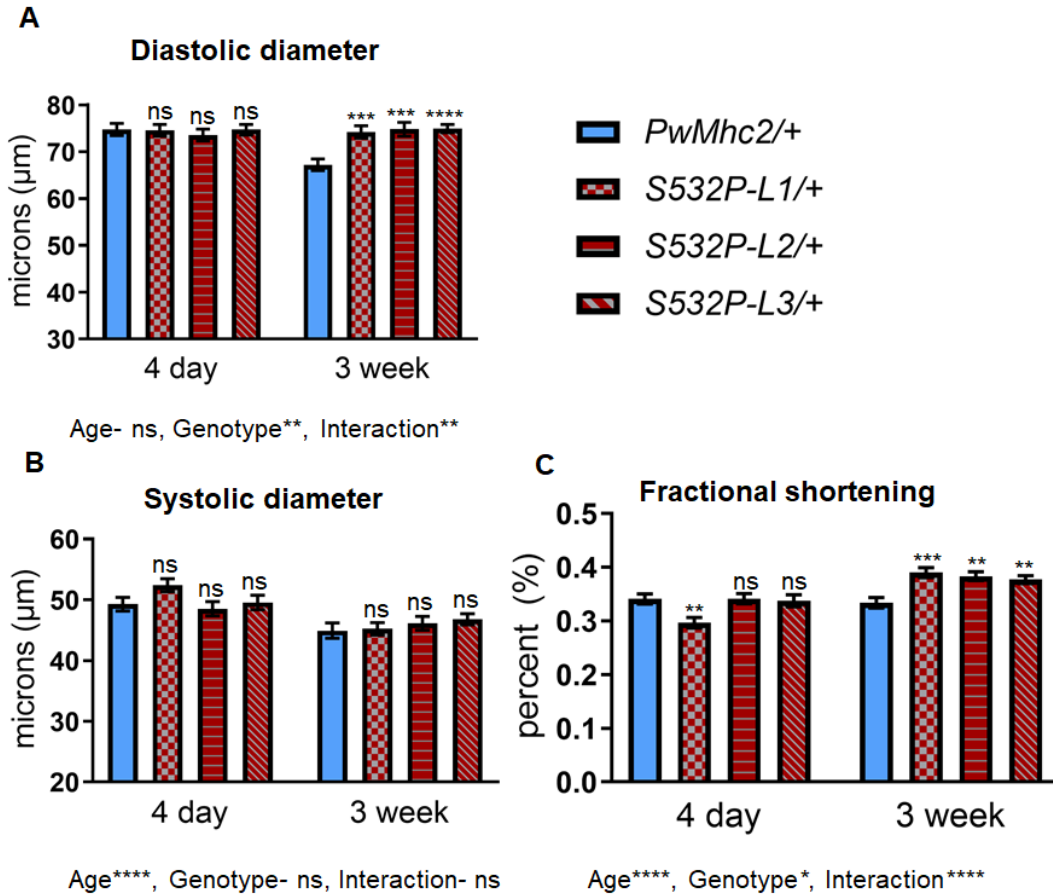 A
Diastolic diameter
microns (µm)
80
70
60
50
40
30
ns
ns
ns
***
***
****
4 day
3 week
Age- ns, Genotype**, Interaction**
PwMhc2/+
S532P-L1/+
S532P-L2/+
S532P-L3/+
B
Systolic diameter
microns (µm)
60
50
40
30
20
ns
ns
ns
ns
ns
ns
4 day
3 week
Age****, Genotype- ns, Interaction- ns
C
Fractional shortening
percent (%)
0.5
0.4
0.3
0.2
0.1
0.0
**
ns
ns
***
**
**
4 day
3 week
Age****, Genotype*, Interaction****